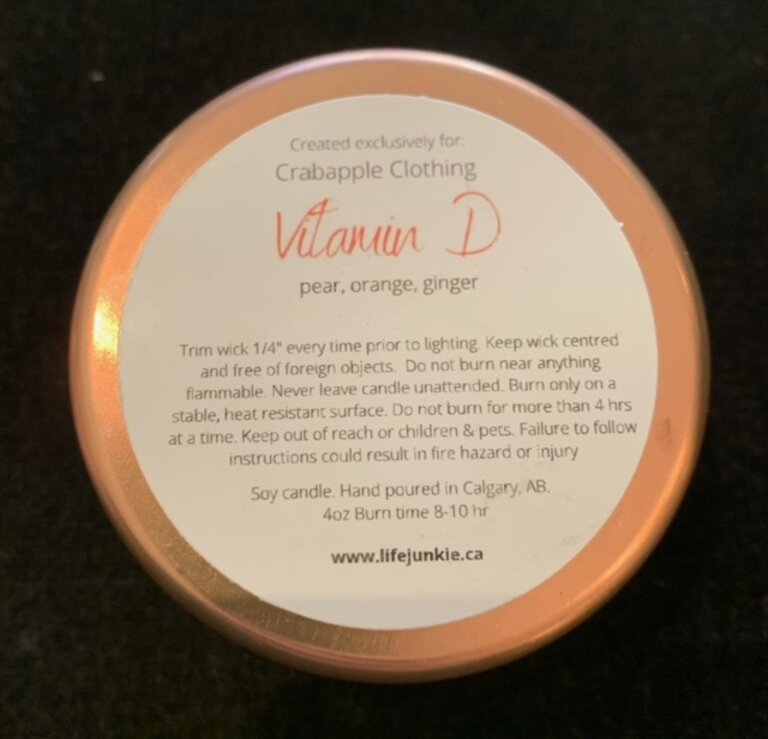 Created exclusively for:
Crabapple Clothing
Vitamin D
pear, orange, ginger
Trim wick 1/4" every time prior to lighting. Keep wick centred
and free of foreign objects. Do not burn near anything
flammable. Never leave candle unattended. Burn only on a
stable, heat resistant surface. Do not burn for more than 4 hrs
at a time. Keep out of reach or children & pets. Failure to follow
instructions could result in fire hazard or injury
Soy candle. Hand poured in Calgary, AB.
4oz Burn time 8-10 hr
www.lifejunkie.ca